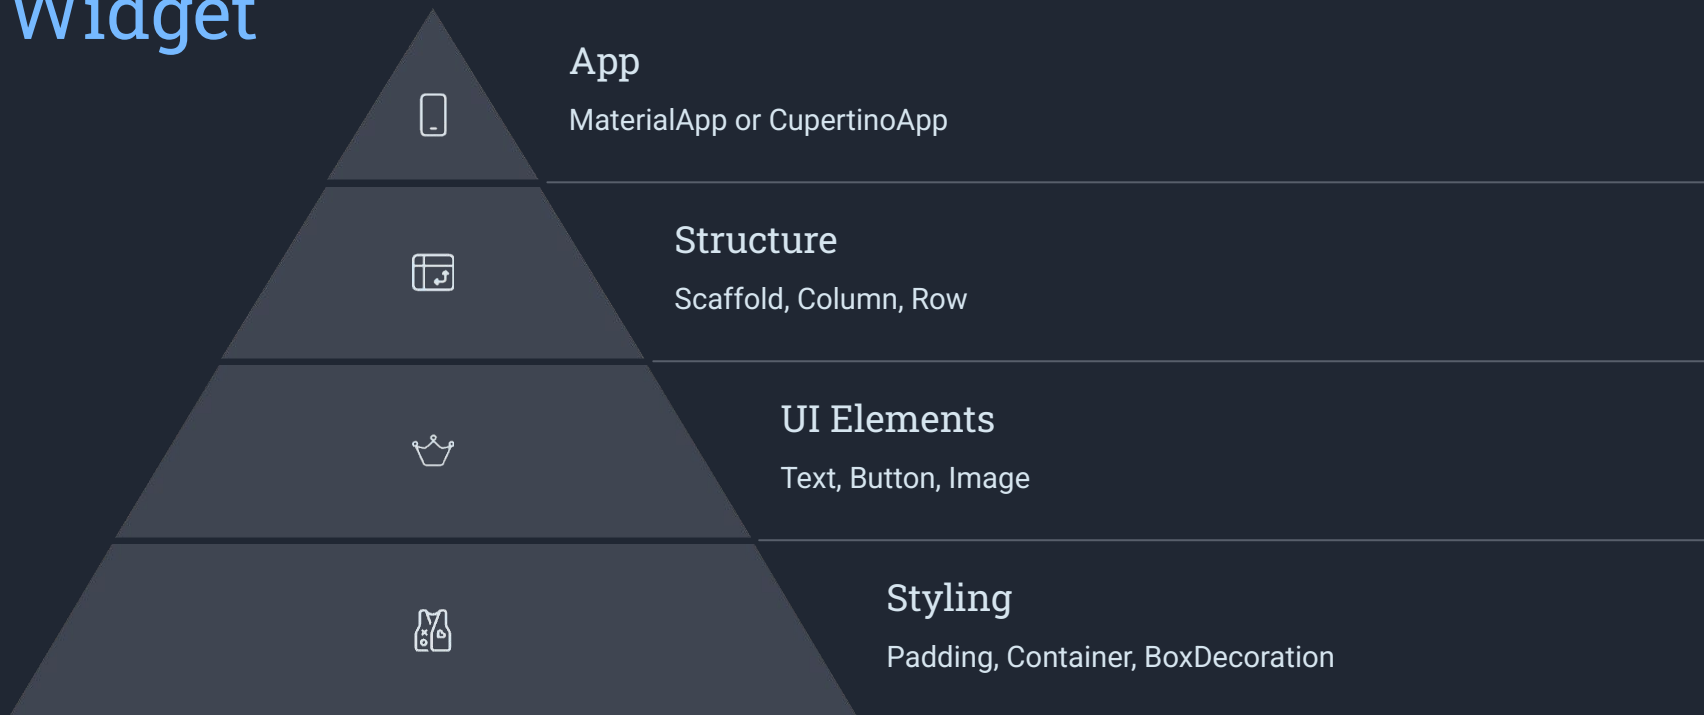 Widget
App
MaterialApp or CupertinoApp
Structure
Scaffold, Column, Row
UI Elements
Text, Button, Image
Styling
Padding, Container, BoxDecoration